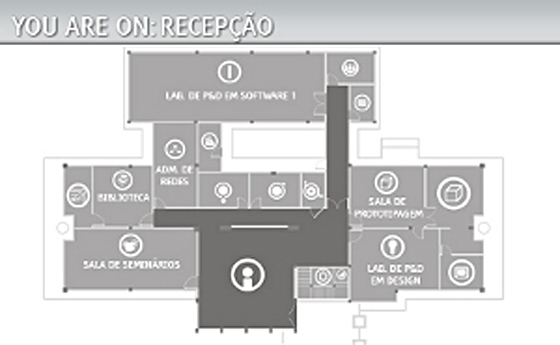 YOU ARE ON: RECEPÇÃO
LAB. DE P&D EM SOFTWARE 1
ADM. DE
REDES
BIBLIOTECA
SALA DE
PROTOTIPAGEM
SALA DE SEMINÁRIOS
LAB. DE P&D
EM DESIGN